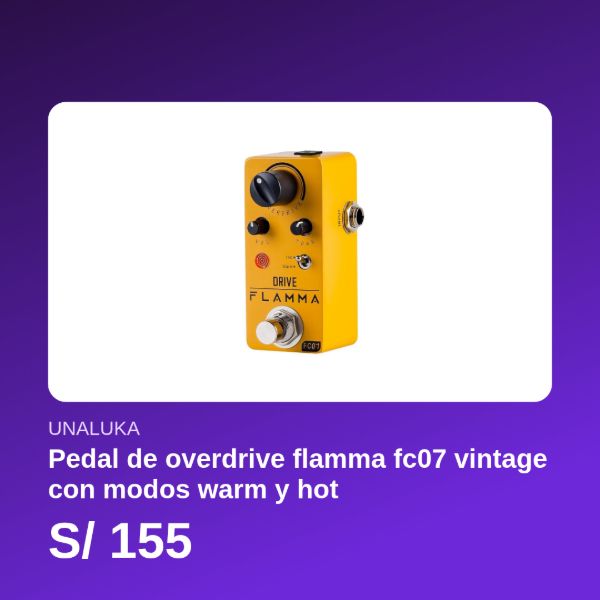 DRIVE
FLAMMA
FC07
UNALUKA
Pedal de overdrive flamma fc07 vintage
con modos warm y hot
S/ 155